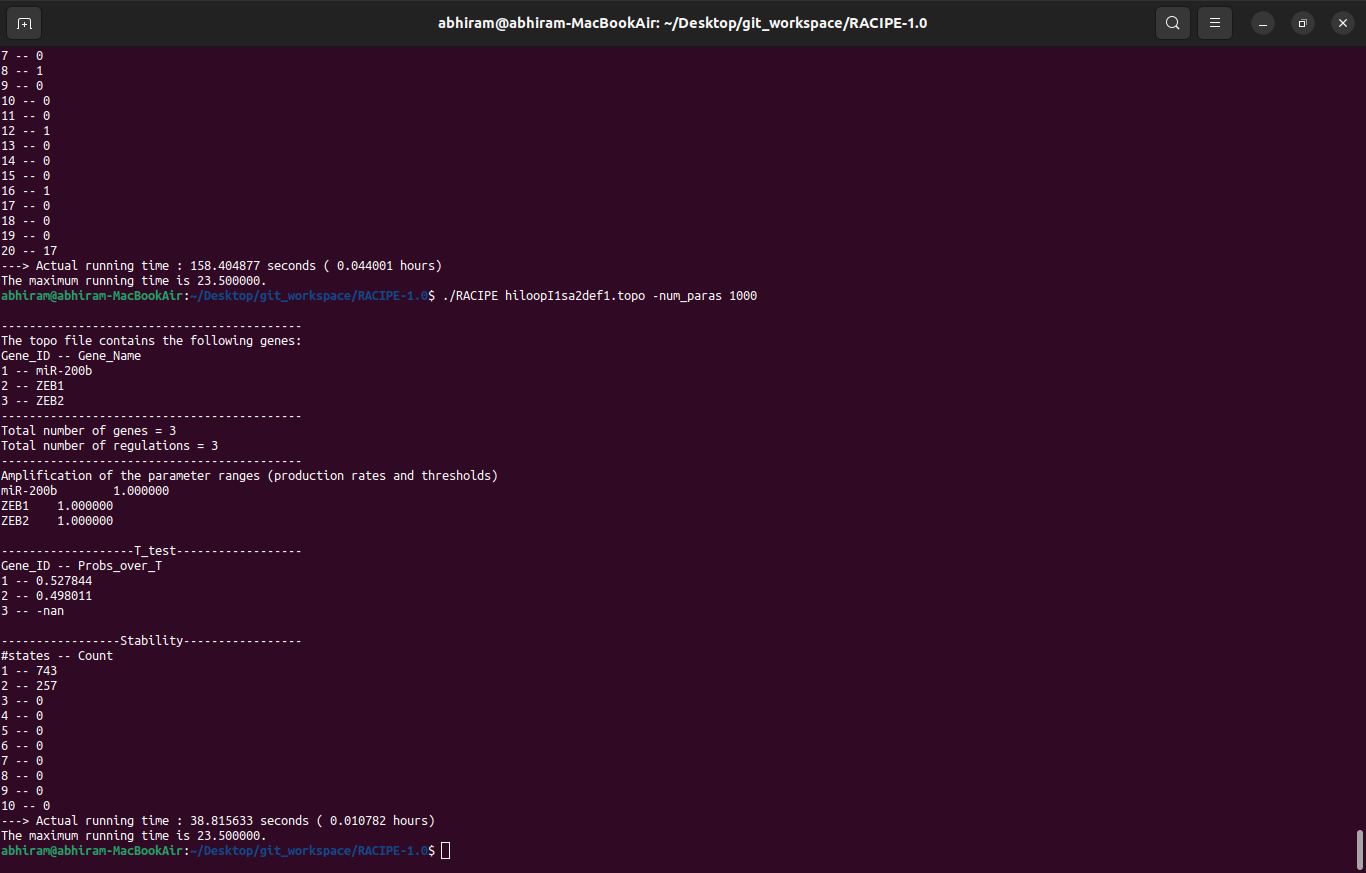 abhiram@abhiram-MacBookAir: ~/Desktop/git_workspace/RACIPE-1.0
7 -- 0
8 -- 1
9 -- 0
10 -- 0
11 -- 0
12 -- 1
13 -- 0
14 -- 0
15 -- 0
16 -- 1
17 -- 0
18 -- 0
19 -- 0
20 -- 17
---> Actual running time : 158.404877 seconds ( 0.044001 hours)
The maximum running time is 23.500000.
abhiram@abhiram-MacBookAir:~/Desktop/git_workspace/RACIPE-1.0$ ./RACIPE hiloopI1sa2def1.topo -num_paras 1000
-------------------------------------------
The topo file contains the following genes:
Gene_ID -- Gene_Name
1 -- miR-200b
2 -- ZEB1
3 -- ZEB2
-------------------------------------------
Total number of genes = 3
Total number of regulations = 3
-------------------------------------------
Amplification of the parameter ranges (production rates and thresholds)
miR-200b        1.000000
ZEB1    1.000000
ZEB2    1.000000
-------------------T_test------------------
Gene_ID -- Probs_over_T
1 -- 0.527844
2 -- 0.498011
3 -- -nan
-----------------Stability-----------------
#states -- Count
1 -- 743
2 -- 257
3 -- 0
4 -- 0
5 -- 0
6 -- 0
7 -- 0
8 -- 0
9 -- 0
10 -- 0
---> Actual running time : 38.815633 seconds ( 0.010782 hours)
The maximum running time is 23.500000.
abhiram@abhiram-MacBookAir:~/Desktop/git_workspace/RACIPE-1.0$